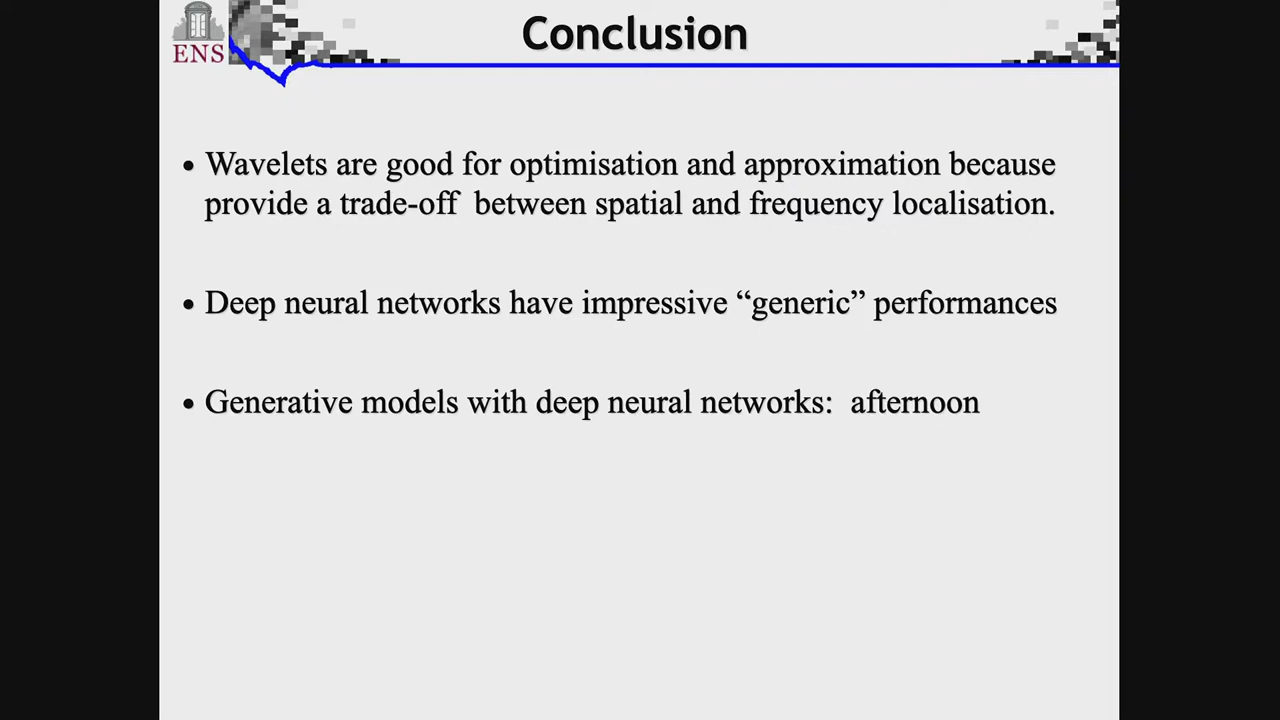 ENS
Conclusion
• Wavelets are good for optimisation and approximation because
provide a trade-off between spatial and frequency localisation.
• Deep neural networks have impressive “generic” performances
• Generative models with deep neural networks: afternoon